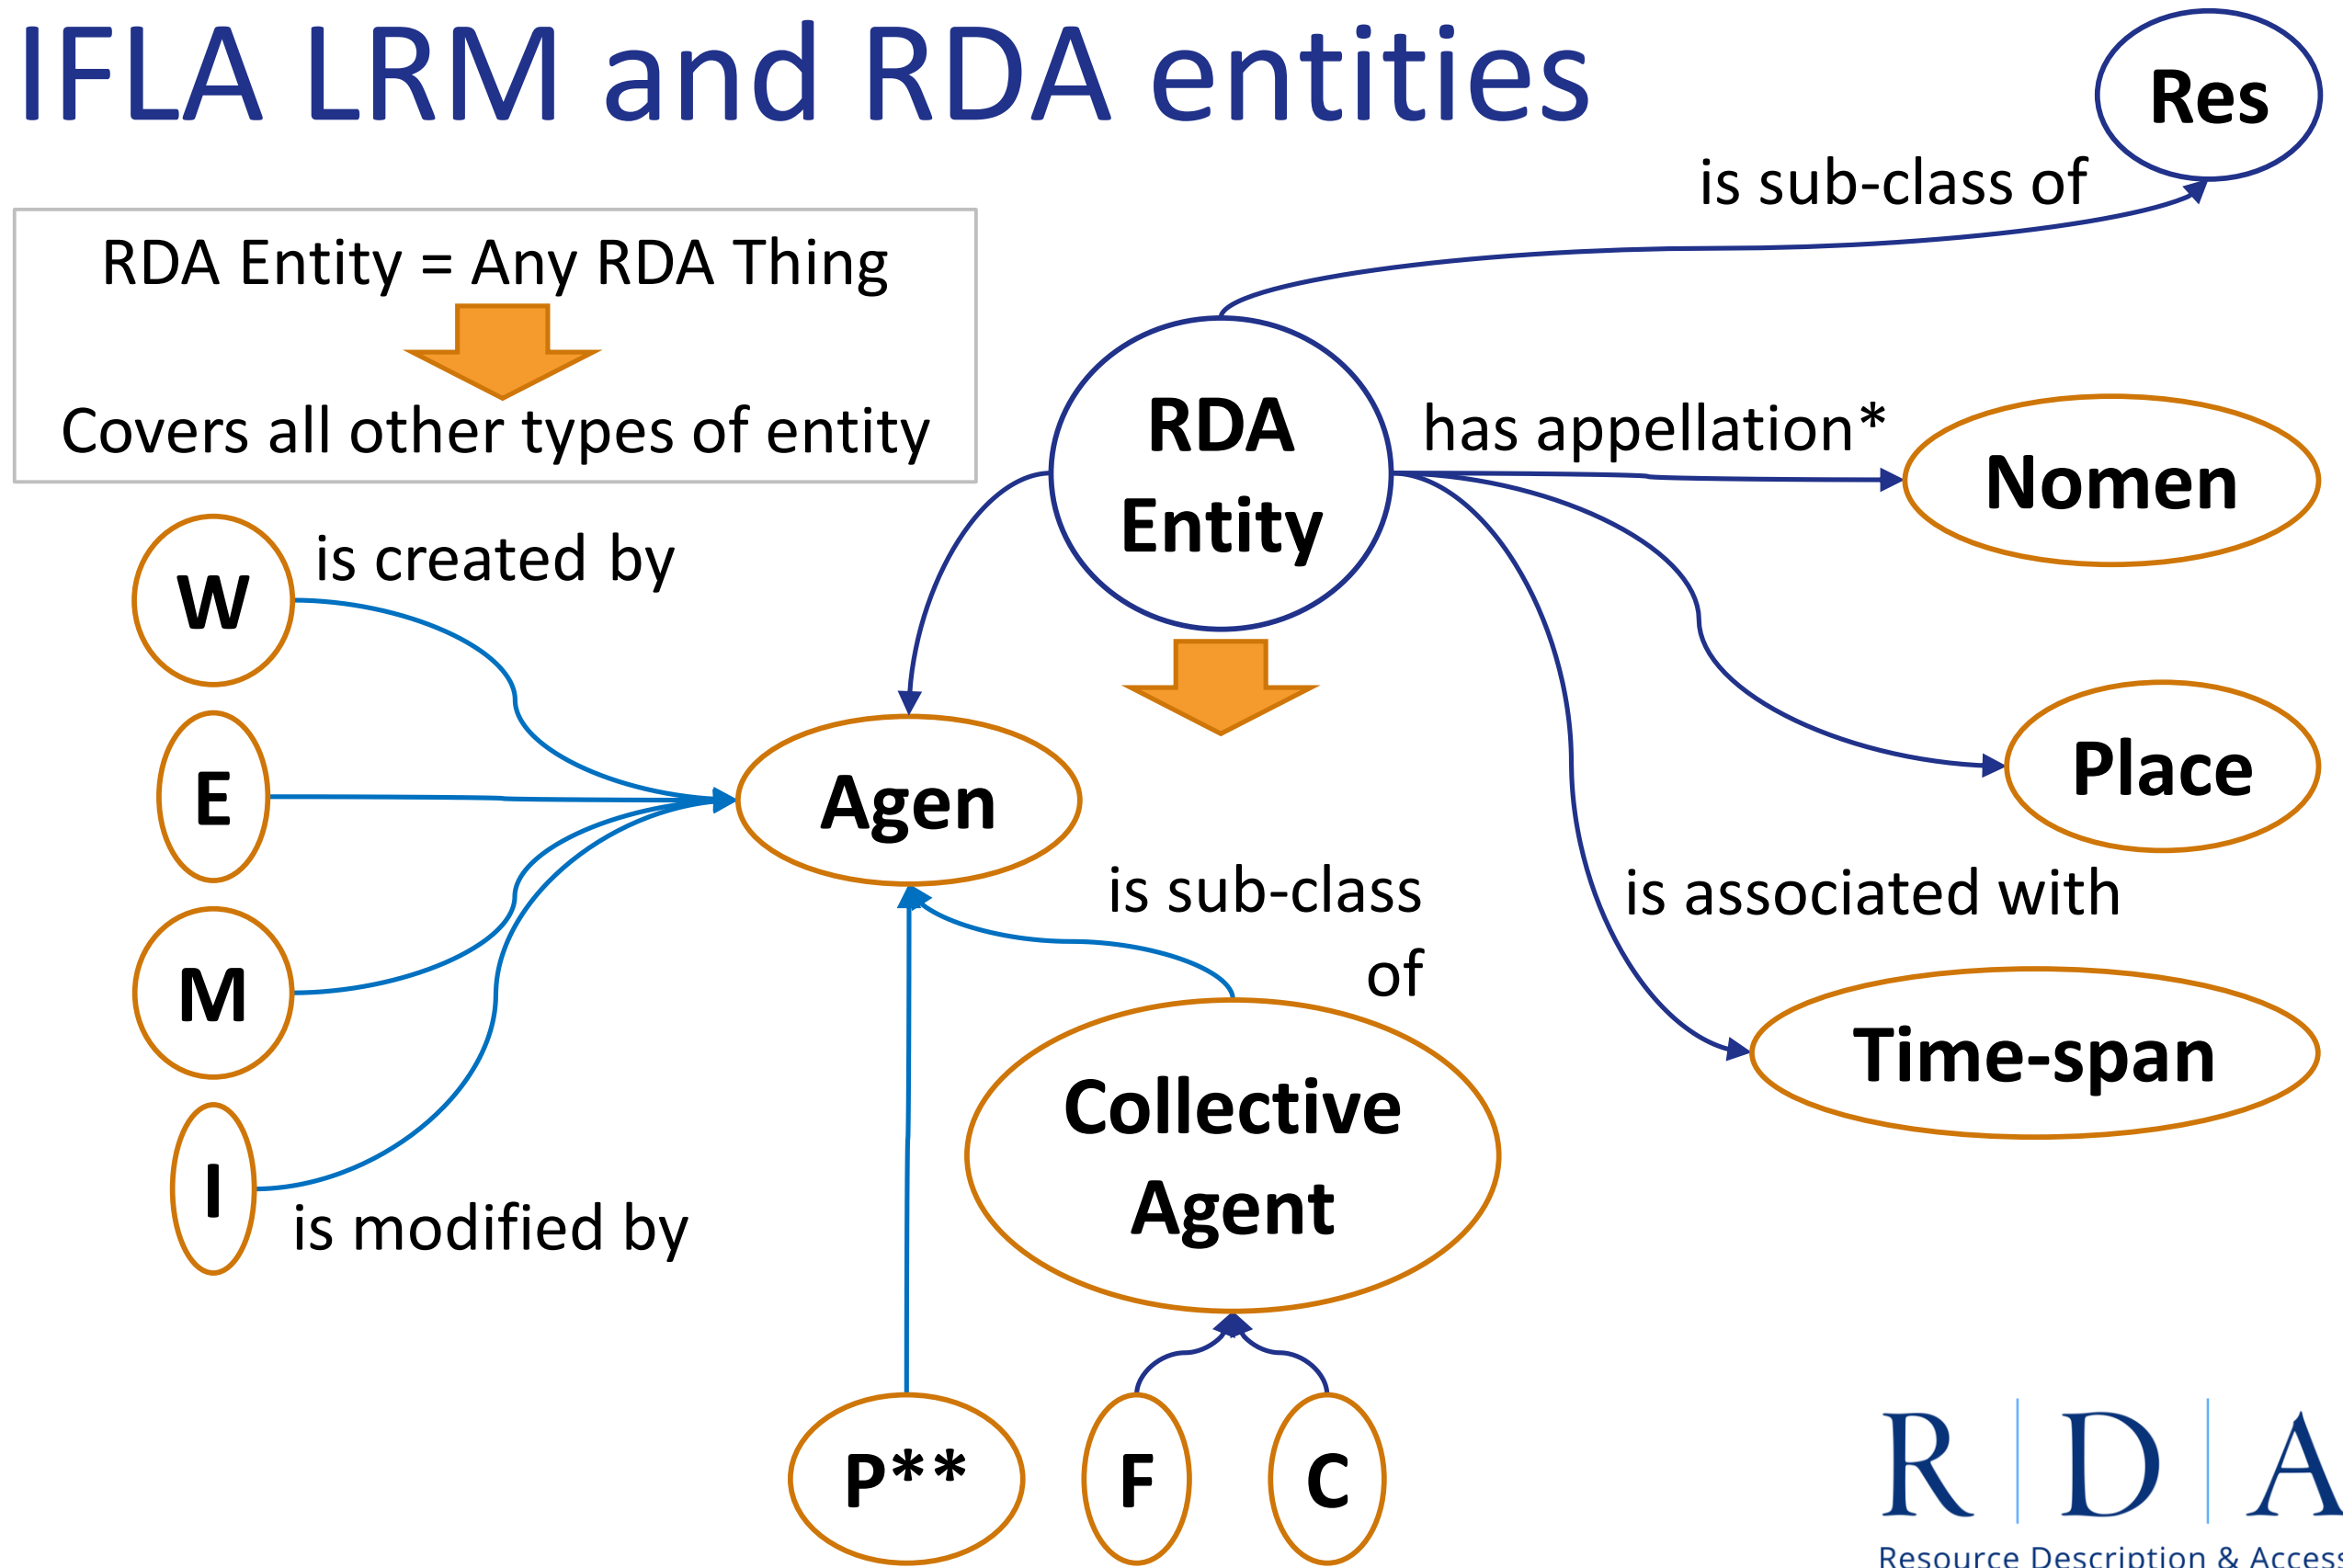 IFLA LRM and RDA entities
Res
is sub-class of
RDA Entity = Any RDA Thing
Covers all other types of entity
RDA
Entity
has appellation*
Nomen
W
is created by
E
Agen
Place
is sub-class
of
is associated with
M
Time-span
Collective
Agent
I
is modified by
P**
F
C
R D A
Resource Description & Access